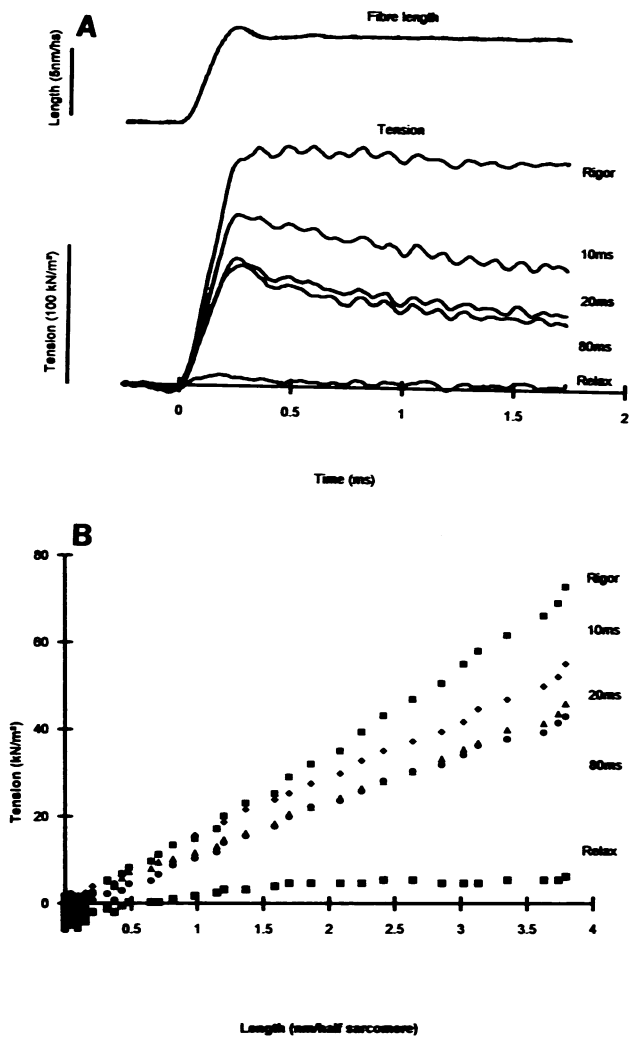 A
Fibre length
Length (5nm/hs)
Tension
Rigor
10ms
20ms
80ms
Relax
Tension (100 kN/m²)
0 0.5 1 1.5 2
Time (ms)
B
80
60
40
20
0
Tension (kN/m²)
Rigor
10ms
20ms
80ms
Relax
0.5 1 1.5 2 2.5 3 3.5 4
Length (nm/half sarcomere)